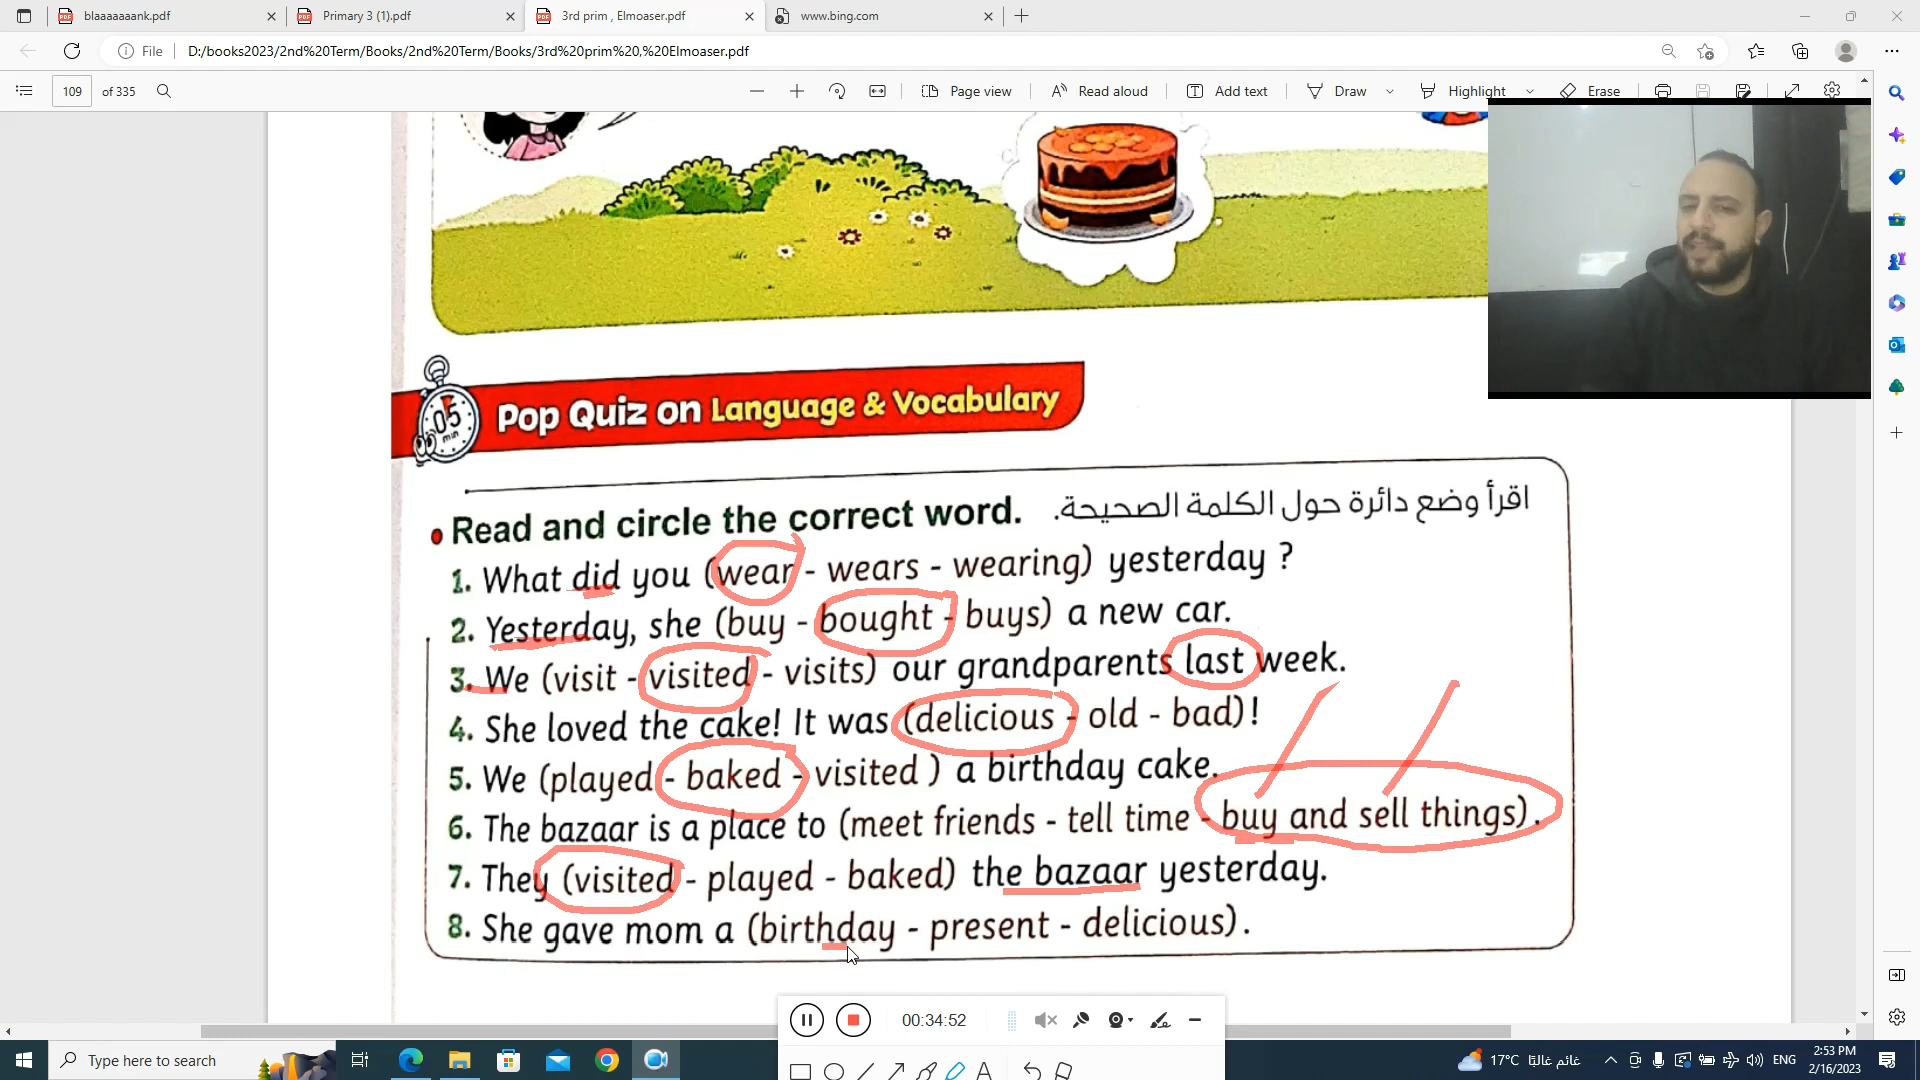 blaaaaaaank.pdf
Primary 3 (1).pdf
3rd prim , Elmoaser.pdf
www.bing.com
File
D:/books2023/2nd%20Term/Books/2nd%20Term/Books/3rd%20prim%20,%20Elmoaser.pdf
109 of 335
Page view
Read aloud
Add text
Draw
Highlight
Erase
05 min
Pop Quiz on Language & Vocabulary
Read and circle the correct word.
اقرأ وضع دائرة حول الكلمة الصحيحة.
1. What did you (wear - wears - wearing) yesterday ?
2. Yesterday, she (buy - bought - buys) a new car.
3. We (visit - visited - visits) our grandparents last week.
4. She loved the cake! It was (delicious - old - bad)!
5. We (played - baked - visited ) a birthday cake.
6. The bazaar is a place to (meet friends - tell time - buy and sell things).
7. They (visited - played - baked) the bazaar yesterday.
8. She gave mom a (birthday - present - delicious).
00:34:52
Type here to search
17°C غائم غالبًا
ENG
2:53 PM
2/16/2023